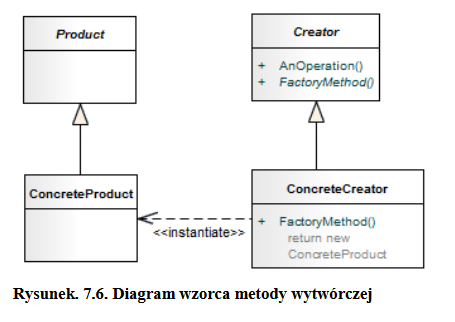 Product
Creator
+ AnOperation()
+ FactoryMethod()
ConcreteProduct
ConcreteCreator
+ FactoryMethod()
return new
ConcreteProduct
<<instantiate>>
Rysunek. 7.6. Diagram wzorca metody wytwórczej